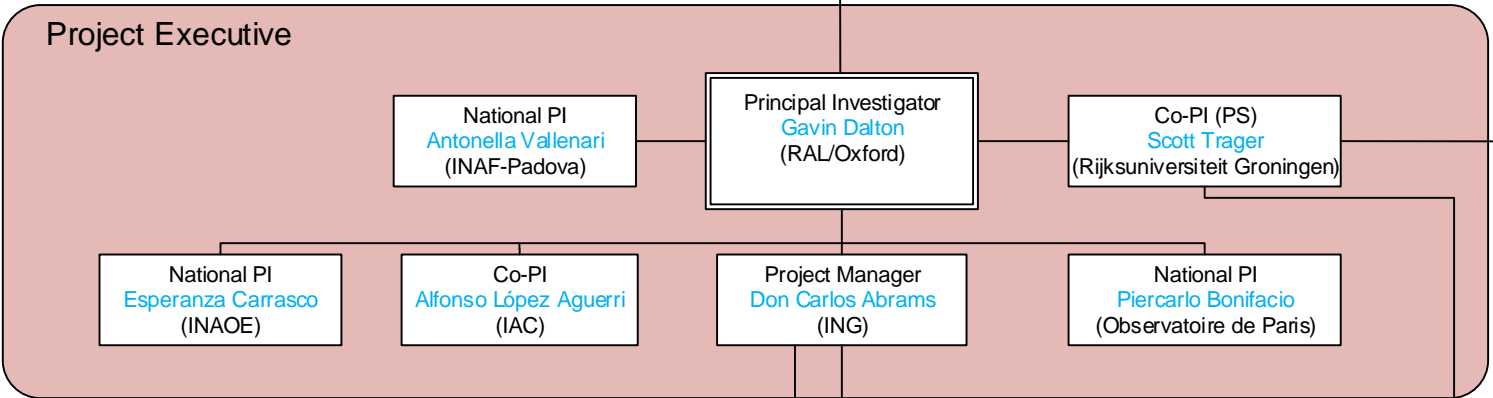 Project Executive
National PI
Antonella Vallenari
(INAF-Padova)
Principal Investigator
Gavin Dalton
(RAL/Oxford)
Co-PI (PS)
Scott Trager
(Rijksuniversiteit Groningen)
National PI
Esperanza Carrasco
(INAOE)
Co-PI
Alfonso López Aguerri
(IAC)
Project Manager
Don Carlos Abrams
(ING)
National PI
Piercarlo Bonifacio
(Observatoire de Paris)